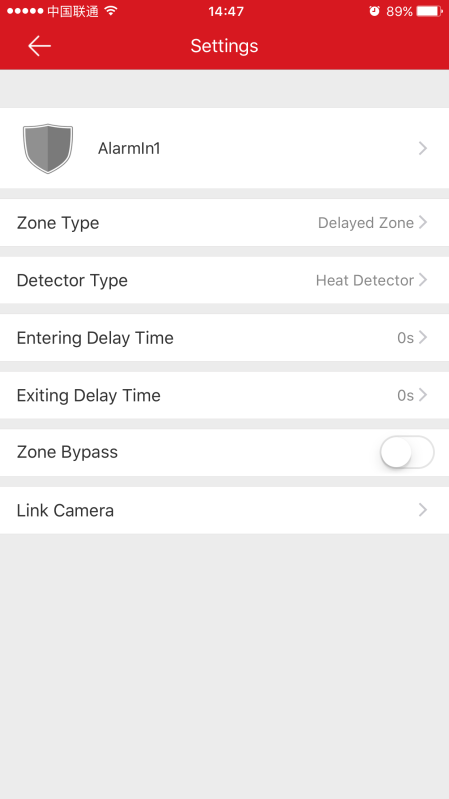 中国联通 14:47 89%
Settings
AlarmIn1
Zone Type Delayed Zone
Detector Type Heat Detector
Entering Delay Time 0s
Exiting Delay Time 0s
Zone Bypass
Link Camera